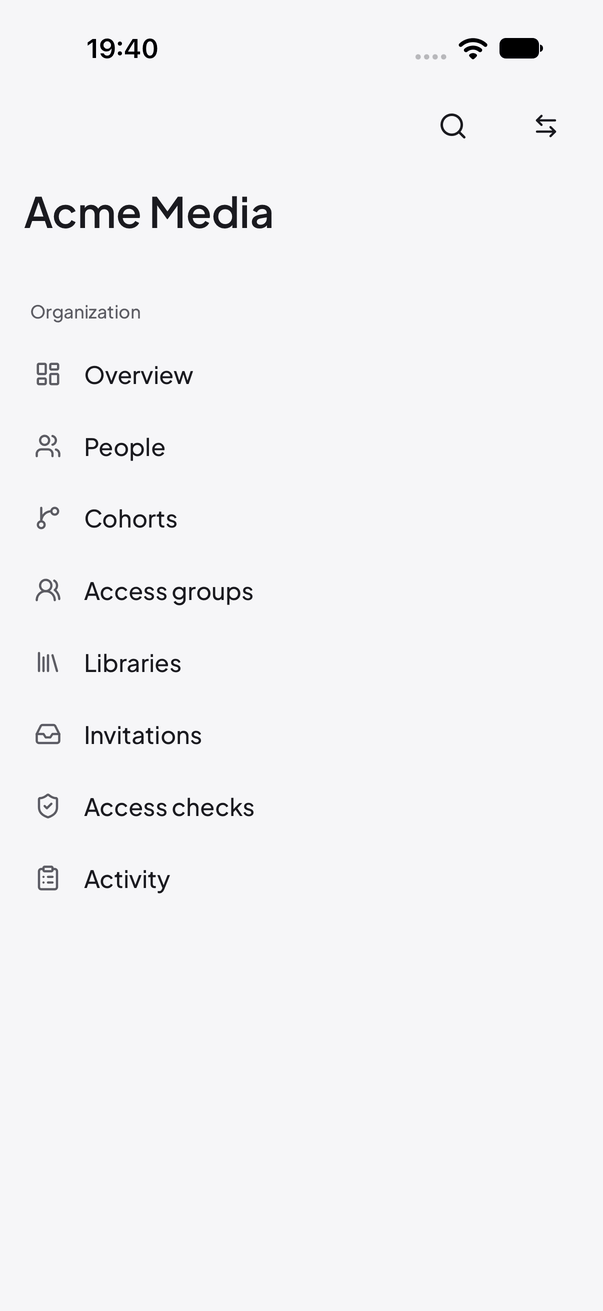 19:40
Acme Media
Organization
Overview
People
Cohorts
Access groups
Libraries
Invitations
Access checks
Activity